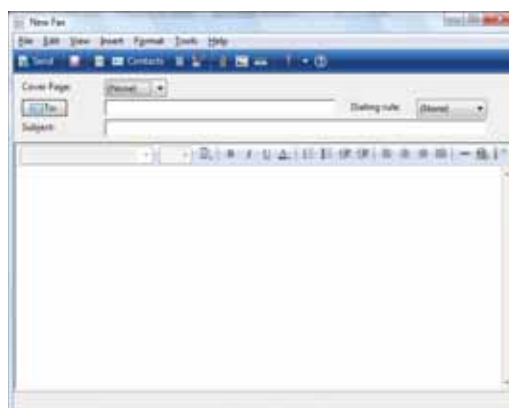 New Fax
File Edit View Insert Format Tools Help
Send Contacts
Cover Page: (None)
To: Dialing rule: (None)
Subject:
B I U A